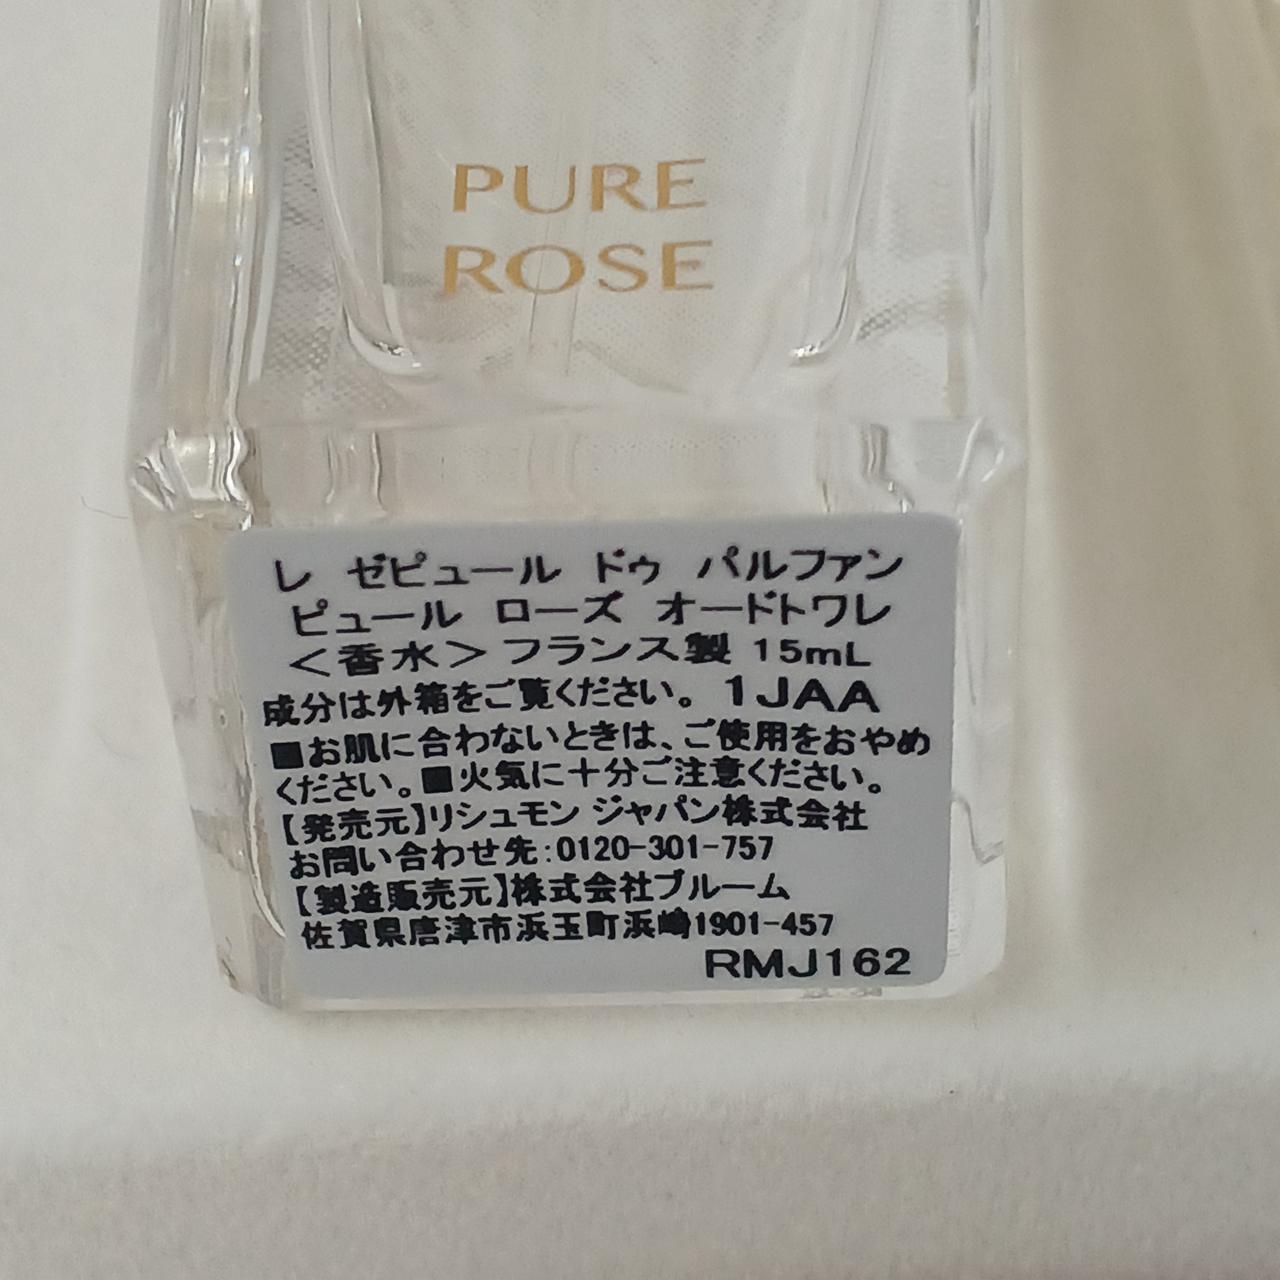 PURE
ROSE
レ ゼピュール ドゥ パルファン
ピュール ローズ オードトワレ
＜香水＞フランス製 15mL
成分は外箱をご覧ください。1JAA
■お肌に合わないときは、ご使用をおやめ
ください。■火気に十分ご注意ください。
【発売元】リシュモン ジャパン株式会社
お問い合わせ先:0120-301-757
【製造販売元】株式会社ブルーム
佐賀県唐津市浜玉町浜崎1901-457
RMJ162